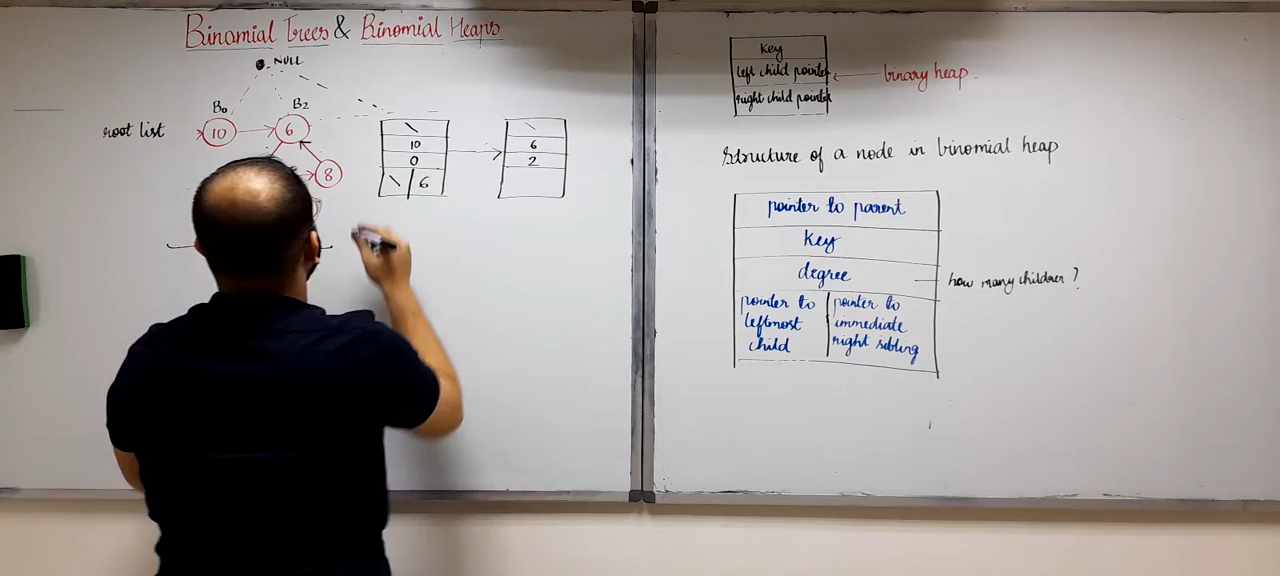 Binamial Trees & Binomial Heaps
NULL
B₀ B₂
root list 10 6
8
\
10
0
\ 6
\
6
2
key
left child pointer
right child pointer
binary heap.
Structure of a node in binomial heap
pointer to parent
key
degree
how many children?
pointer to
leftmost
child
pointer to
immediate
right sibling